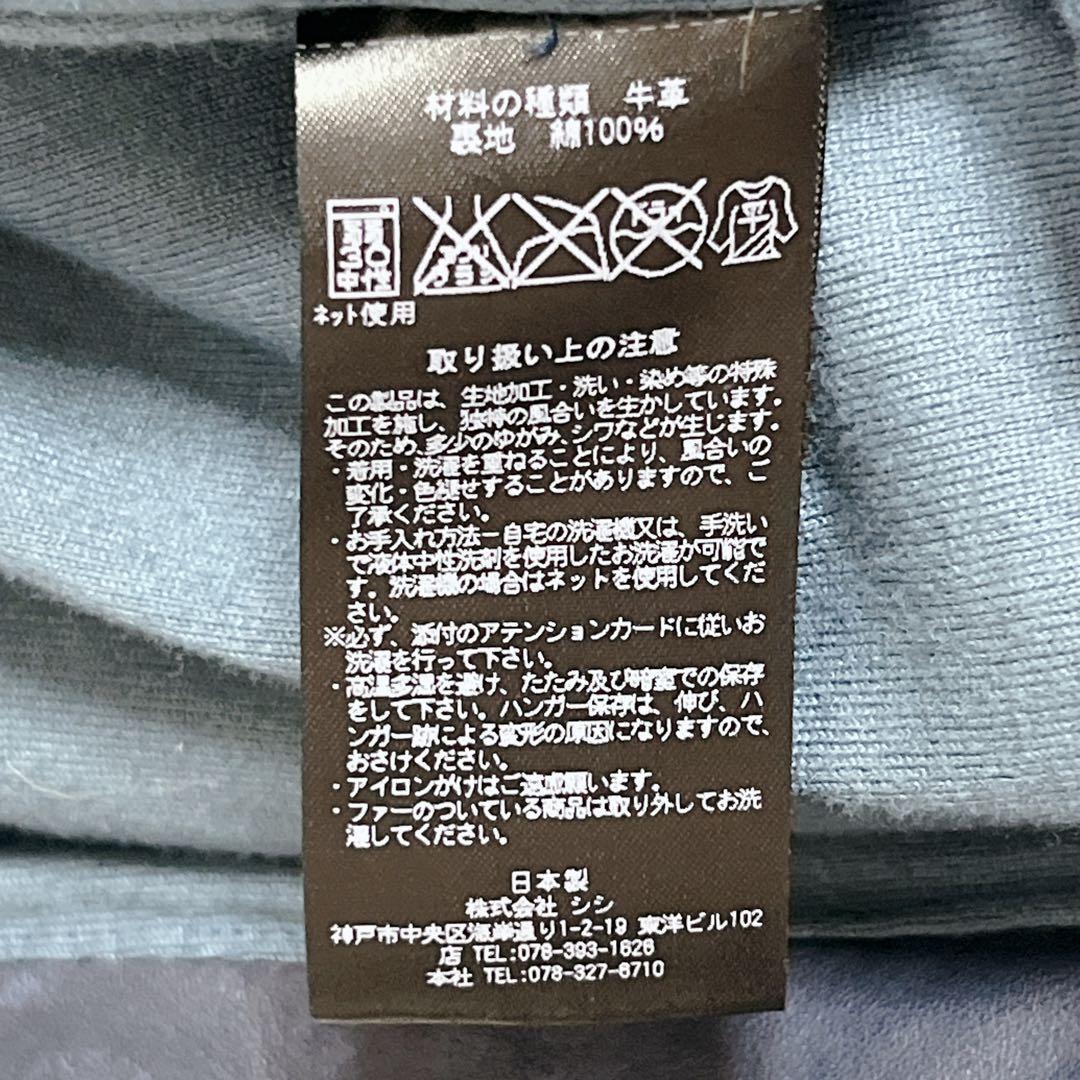 材料の種類 牛革
裏地 綿100%
弱 30
中性
エンソ
サラシ
ドライ
平
ネット使用
取り扱い上の注意
この製品は、生地加工・洗い・染め等の特殊
加工を施し、独特の風合いを生かしています。
そのため、多少のゆがみ、シワなどが生じます。
・着用・洗濯を重ねることにより、風合いの
変化・色褪せすることがありますので、ご
了承ください。
・お手入れ方法ー自宅の洗濯機又は、手洗い
で液体中性洗剤を使用したお洗濯が可能で
す。洗濯機の場合はネットを使用してくだ
さい。
※必ず、添付のアテンションカードに従いお
洗濯を行って下さい。
・高温多湿を避け、たたみ及び暗室での保存
をして下さい。ハンガー保存は、伸び、ハ
ンガー跡による変形の原因になりますので、
おさけください。
・アイロンがけはご遠慮願います。
・ファーのついている商品は取り外してお洗
濯してください。
日本製
株式会社 シシ
神戸市中央区海岸通り1-2-19 東洋ビル102
店 TEL:078-393-1626
本社 TEL:078-327-6710